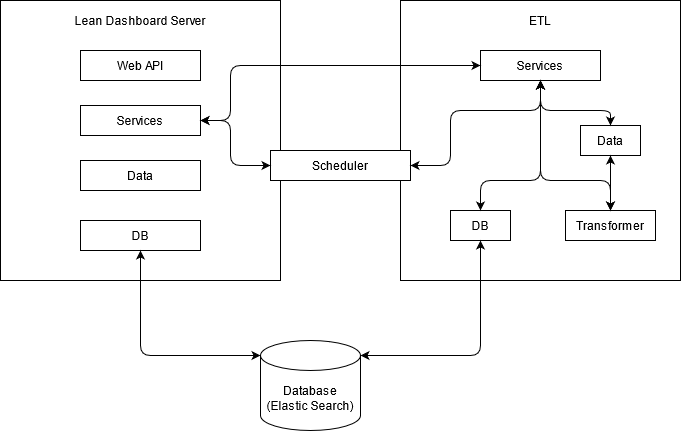 Lean Dashboard Server
Web API
Services
Data
DB
Scheduler
ETL
Services
Data
DB
Transformer
Database
(Elastic Search)